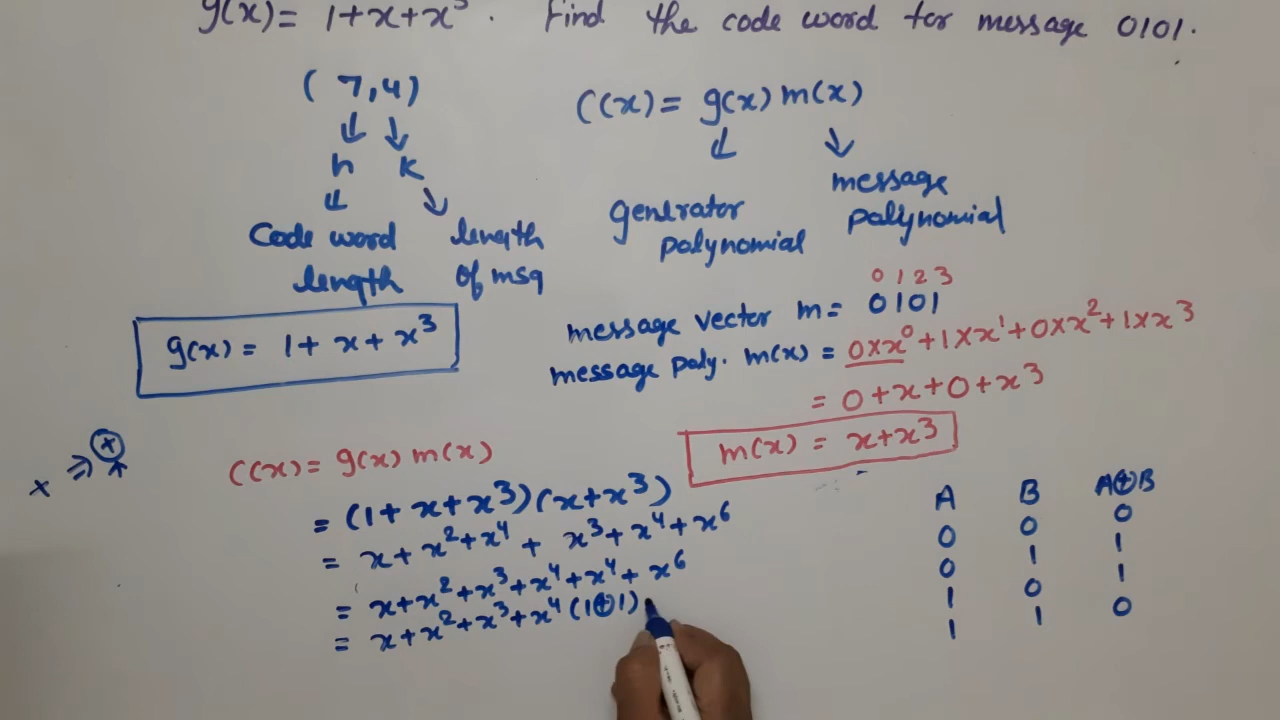 g(x) = 1+x+x³. Find the code word for message 0101.
(7,4)
n k
Code word length
length of msg
C(x) = g(x) m(x)
generator polynomial
message polynomial
g(x) = 1 + x + x³
0 1 2 3
message vector m = 0101
message poly. m(x) = 0×x⁰+1×x¹+0×x²+1×x³
= 0+x+0+x³
m(x) = x+x³
x ⇒ ⊕
C(x) = g(x) m(x)
= (1+x+x³)(x+x³)
= x+x²+x⁴ + x³+x⁴+x⁶
= x+x²+x³+x⁴+x⁴+x⁶
= x+x²+x³+x⁴(1⊕1)
A B A⊕B
0 0 0
0 1 1
1 0 1
1 1 0